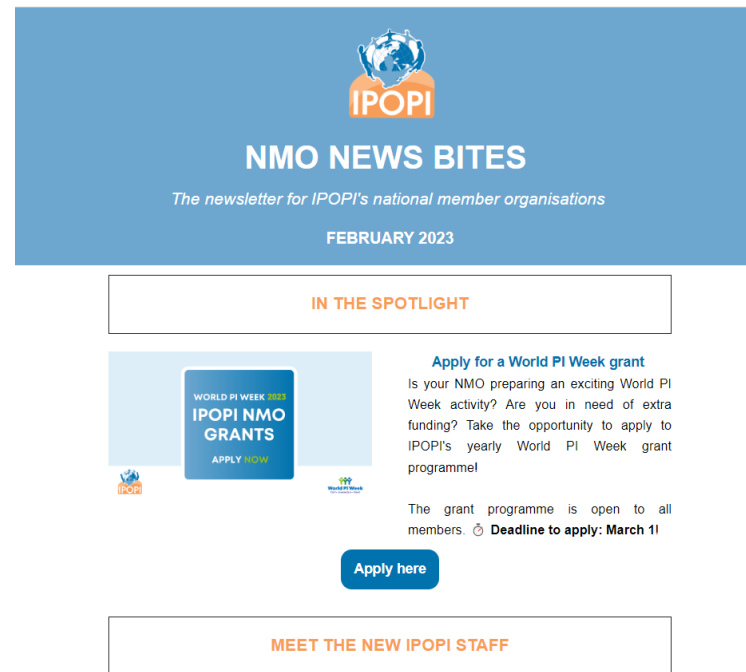 IPOPI
NMO NEWS BITES
The newsletter for IPOPI's national member organisations
FEBRUARY 2023
IN THE SPOTLIGHT
WORLD PI WEEK 2023
IPOPI NMO
GRANTS
APPLY NOW
IPOPI
World PI Week
Apply for a World PI Week grant
Is your NMO preparing an exciting World PI
Week activity? Are you in need of extra
funding? Take the opportunity to apply to
IPOPI's yearly World PI Week grant
programme!
The grant programme is open to all
members. ⏱ Deadline to apply: March 1!
Apply here
MEET THE NEW IPOPI STAFF